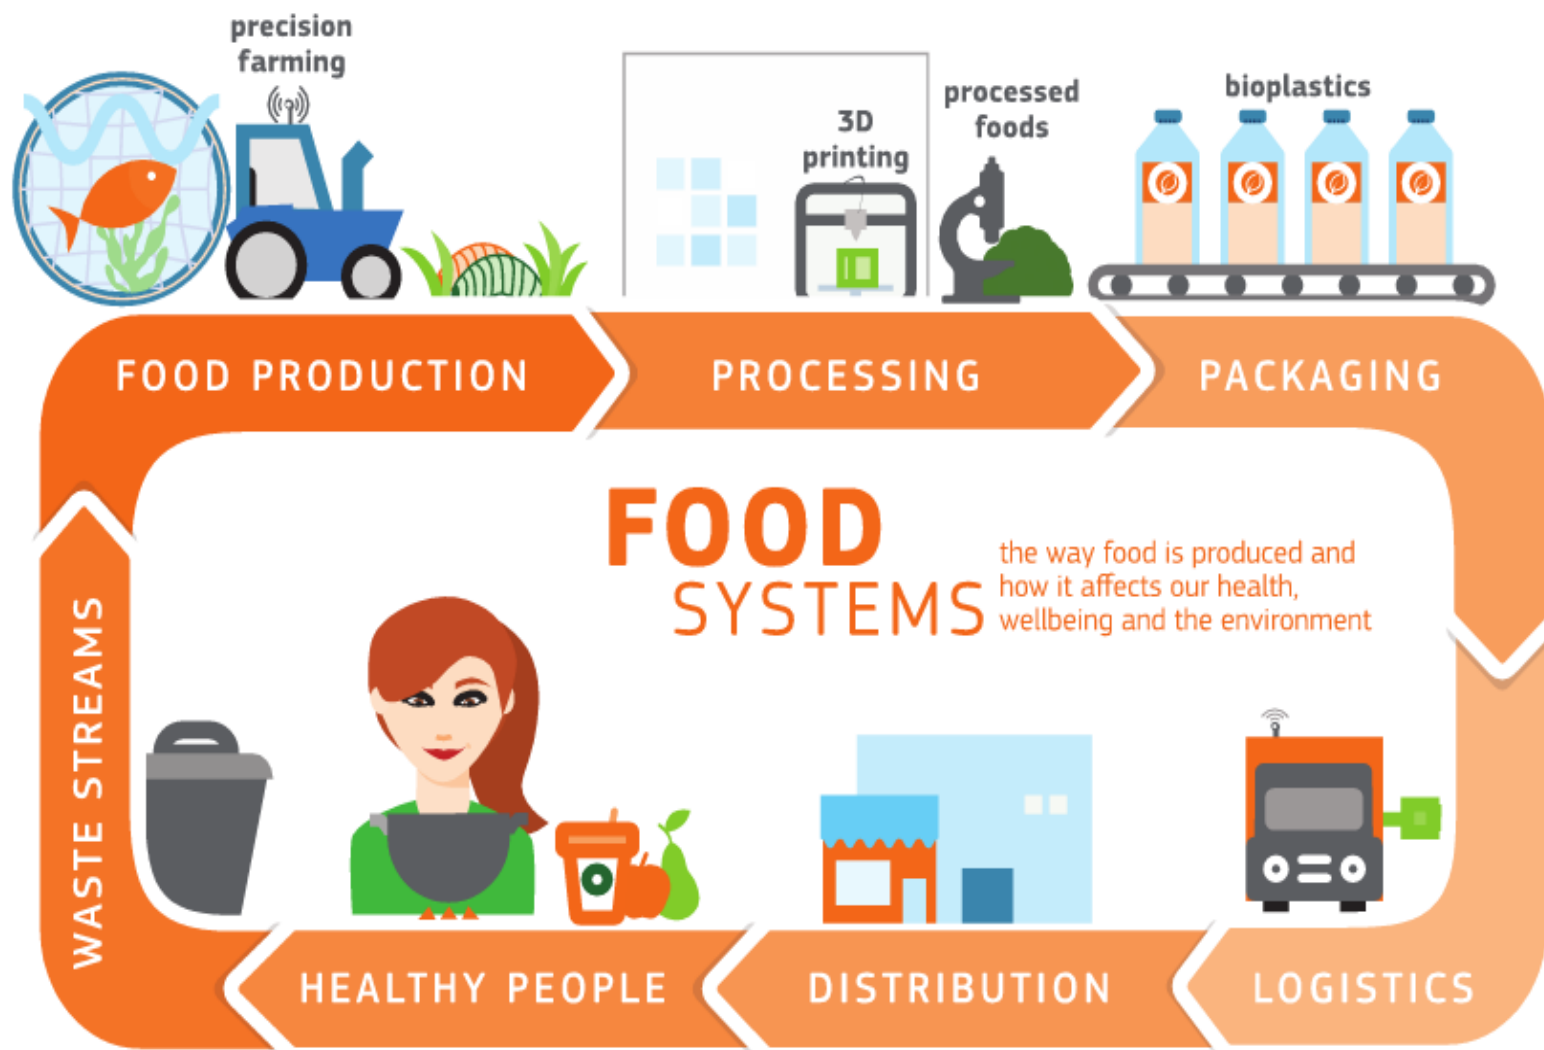 precision
farming
3D
printing
processed
foods
bioplastics
FOOD PRODUCTION
PROCESSING
PACKAGING
FOOD
SYSTEMS
the way food is produced and
how it affects our health,
wellbeing and the environment
LOGISTICS
DISTRIBUTION
HEALTHY PEOPLE
WASTE STREAMS